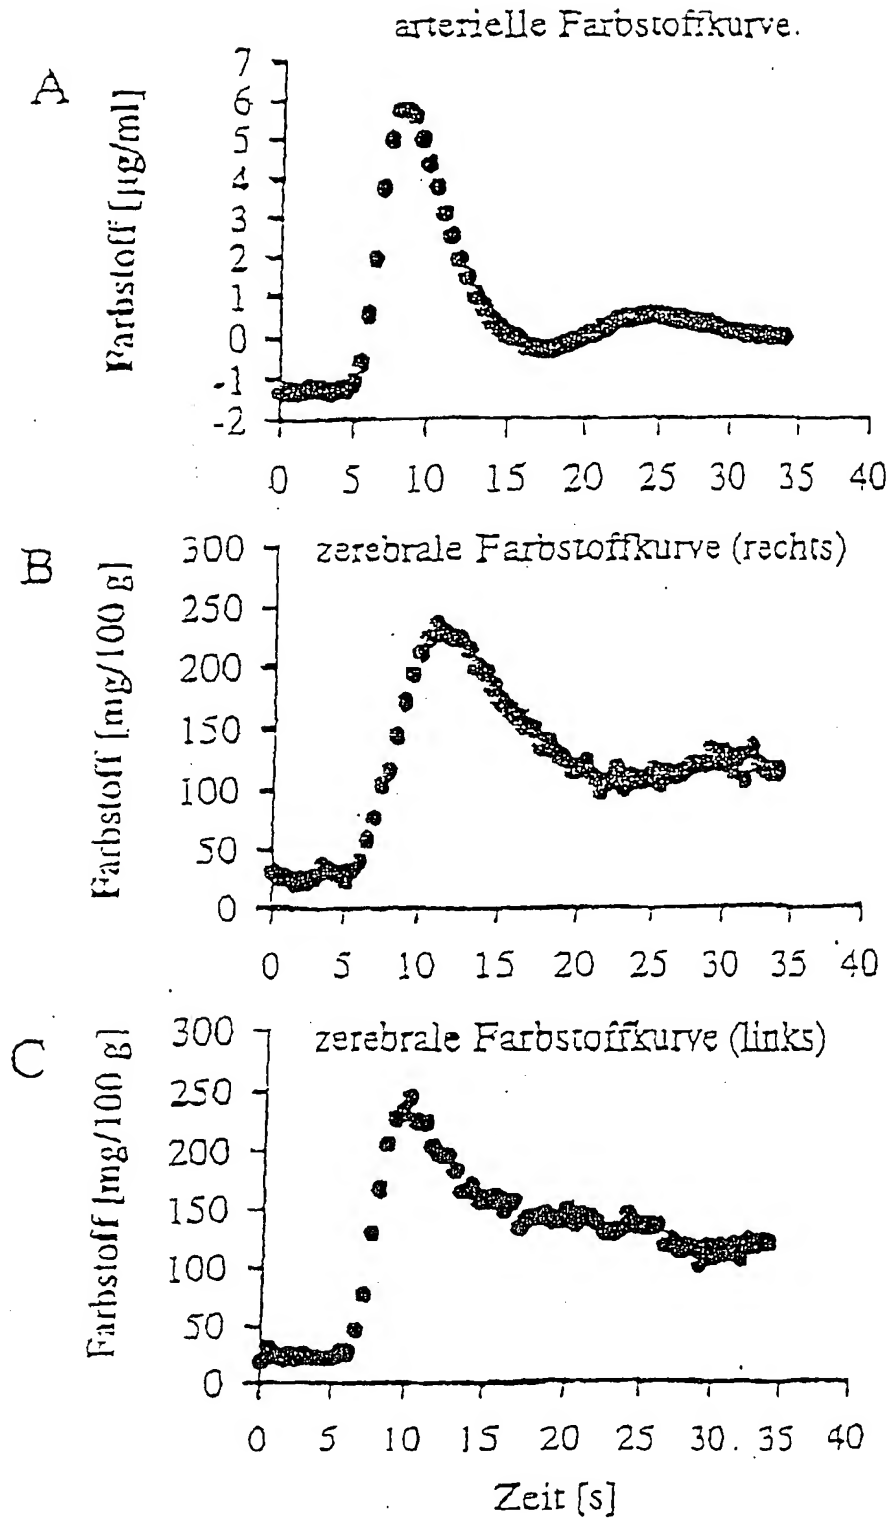 arterielle Farbstoffkurve.
A
Farbstoff [µg/ml]
7
6
5
4
3
2
1
0
-1
-2
0 5 10 15 20 25 30 35 40
B
zerebrale Farbstoffkurve (rechts)
Farbstoff [mg/100 g]
300
250
200
150
100
50
0
0 5 10 15 20 25 30 35 40
C
zerebrale Farbstoffkurve (links)
Farbstoff [mg/100 g]
300
250
200
150
100
50
0
0 5 10 15 20 25 30 35 40
Zeit [s]